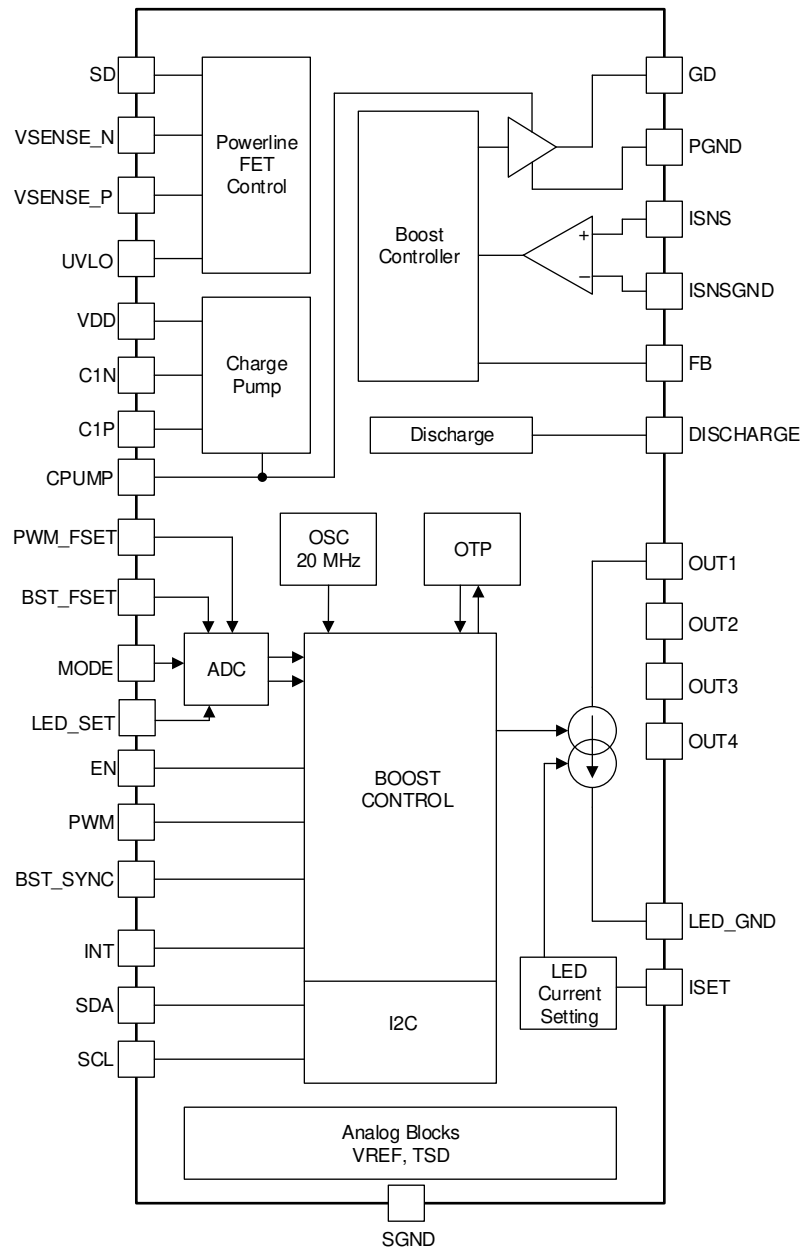 SD
VSENSE_N
VSENSE_P
UVLO
Powerline
FET
Control
VDD
C1N
C1P
CPUMP
Charge
Pump
Boost
Controller
+
−
GD
PGND
ISNS
ISNSGND
FB
Discharge
DISCHARGE
PWM_FSET
BST_FSET
MODE
LED_SET
ADC
OSC
20 MHz
OTP
EN
PWM
BST_SYNC
INT
SDA
SCL
BOOST
CONTROL
I2C
OUT1
OUT2
OUT3
OUT4
LED_GND
ISET
LED
Current
Setting
Analog Blocks
VREF, TSD
SGND